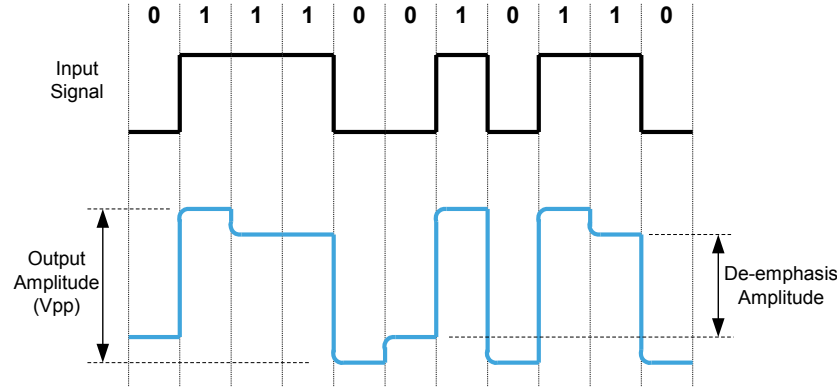 0 1 1 1 0 0 1 0 1 1 0
Input
Signal
Output
Amplitude
(Vpp)
De-emphasis
Amplitude